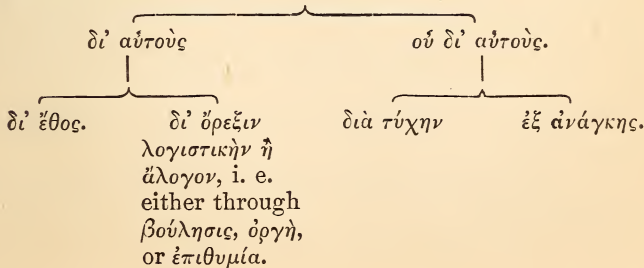 δι’ αὑτοὺς οὐ δι’ αὑτούς.
δι’ ἔθος. δι’ ὄρεξιν διὰ τύχην ἐξ ἀνάγκης.
λογιστικὴν ἢ
ἄλογον, i. e.
either through
βούλησις, ὀργὴ,
or ἐπιθυμία.